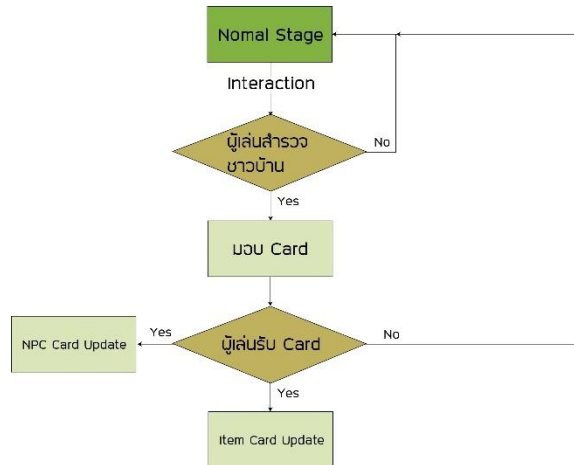 Nomal Stage
Interaction
ผู้เล่นสำรวจ
ชาวบ้าน
No
Yes
มอบ Card
NPC Card Update
Yes
ผู้เล่นรับ Card
No
Yes
Item Card Update